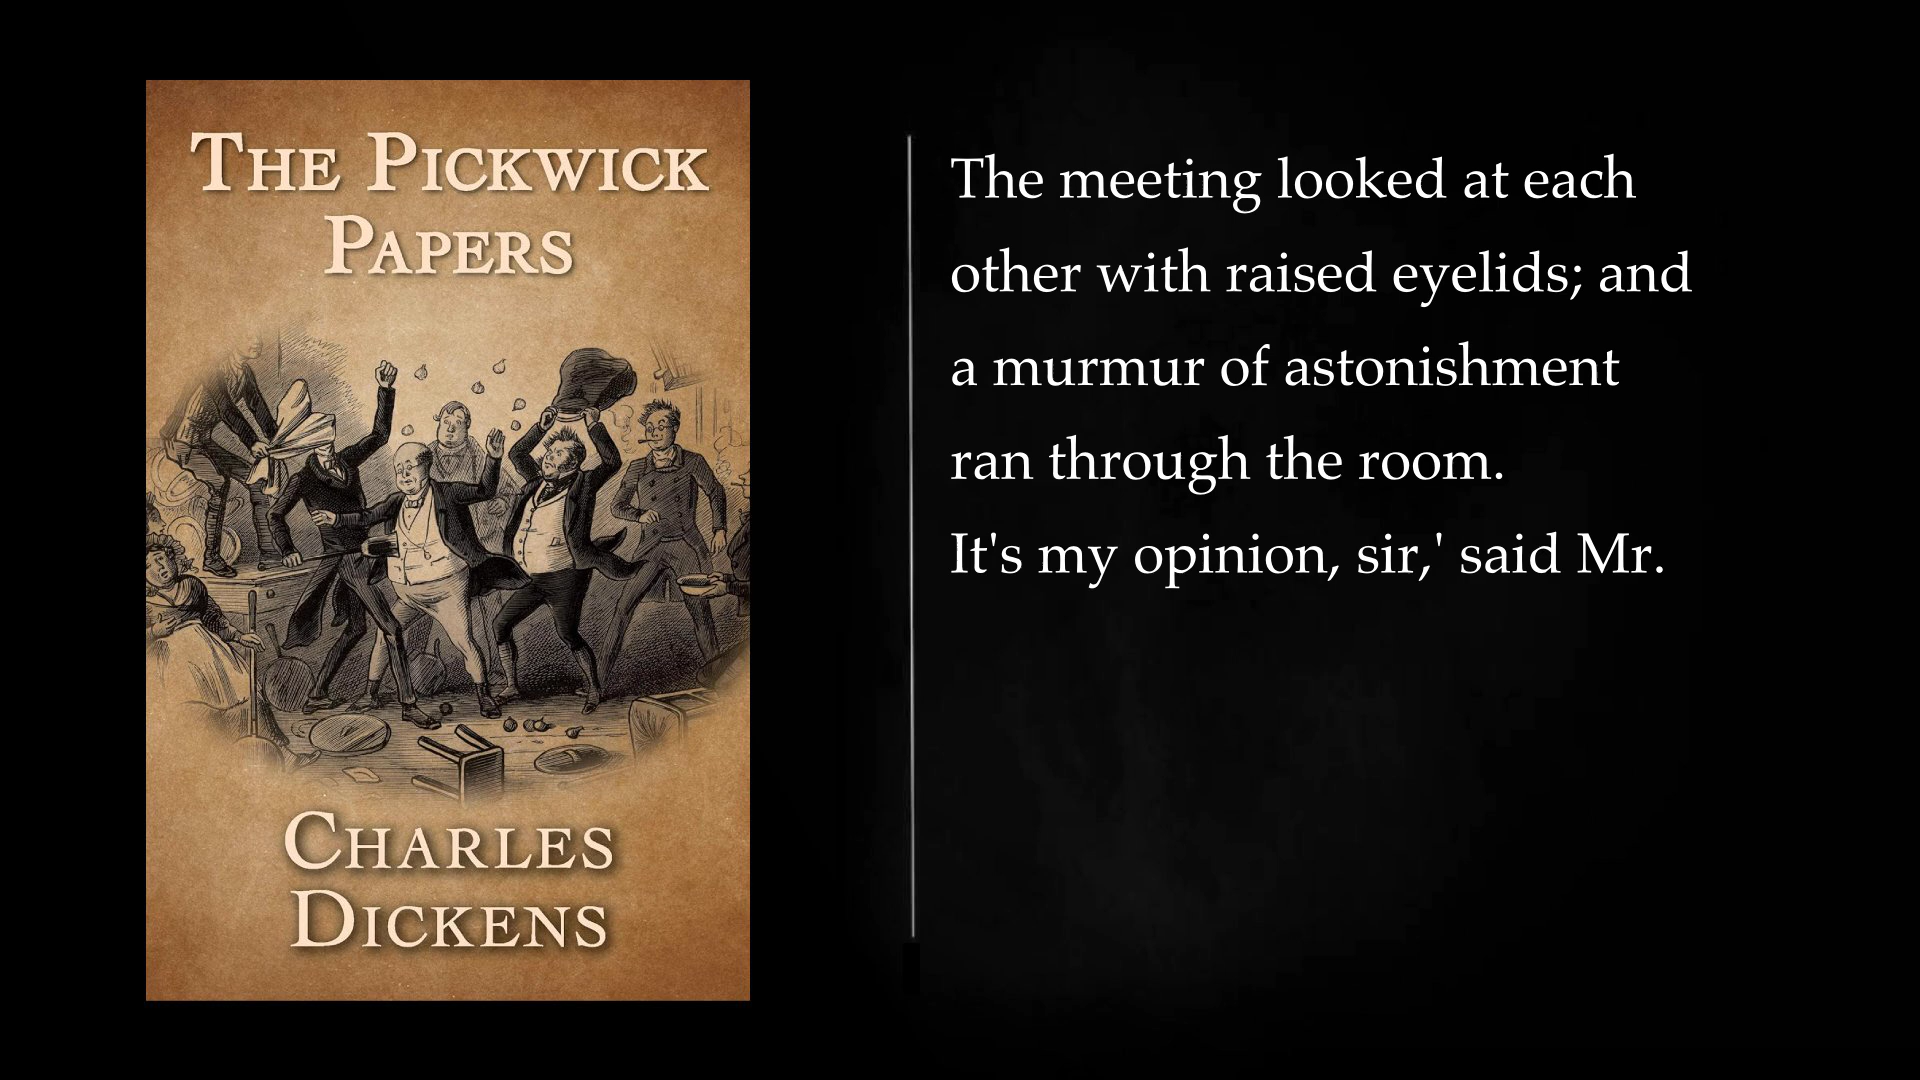 The Pickwick
Papers
Charles
Dickens
The meeting looked at each
other with raised eyelids; and
a murmur of astonishment
ran through the room.
It's my opinion, sir,' said Mr.